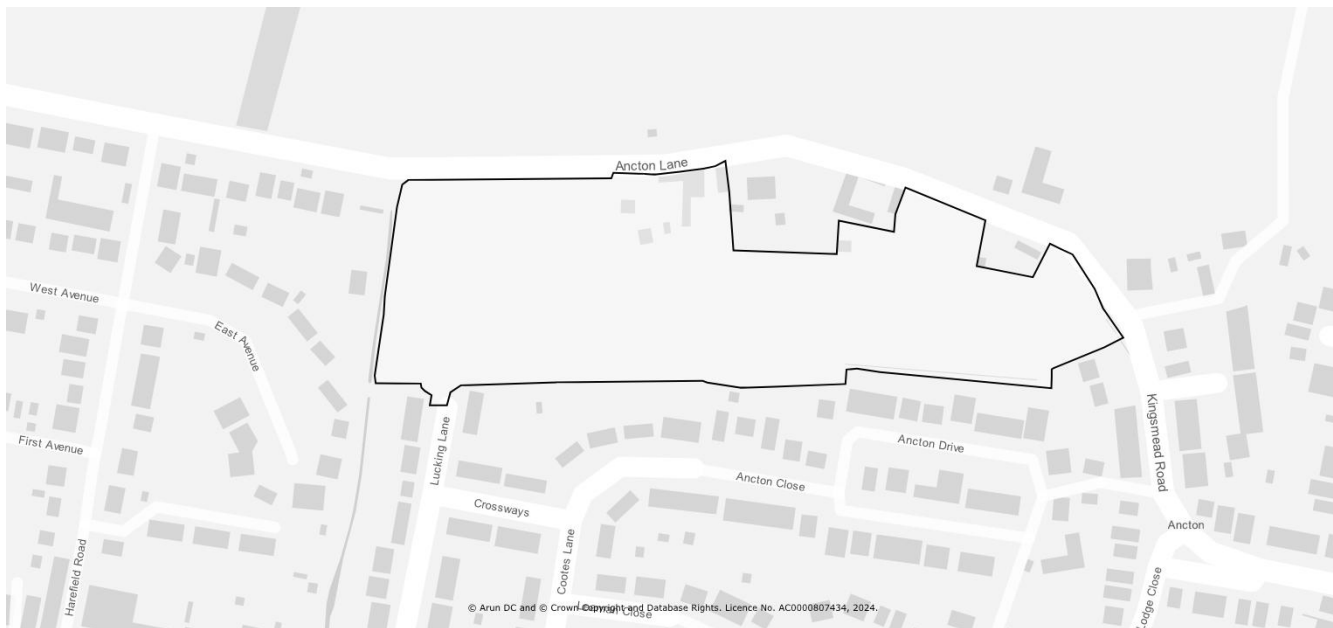 Ancton Lane
West Avenue
East Avenue
First Avenue
Harefield Road
Lucking Lane
Crossways
Cootes Lane
Ancton Close
Ancton Drive
Kingsmead Road
Ancton
Lodge Close
Close
© Arun DC and © Crown Copyright and Database Rights. Licence No. AC0000807434, 2024.